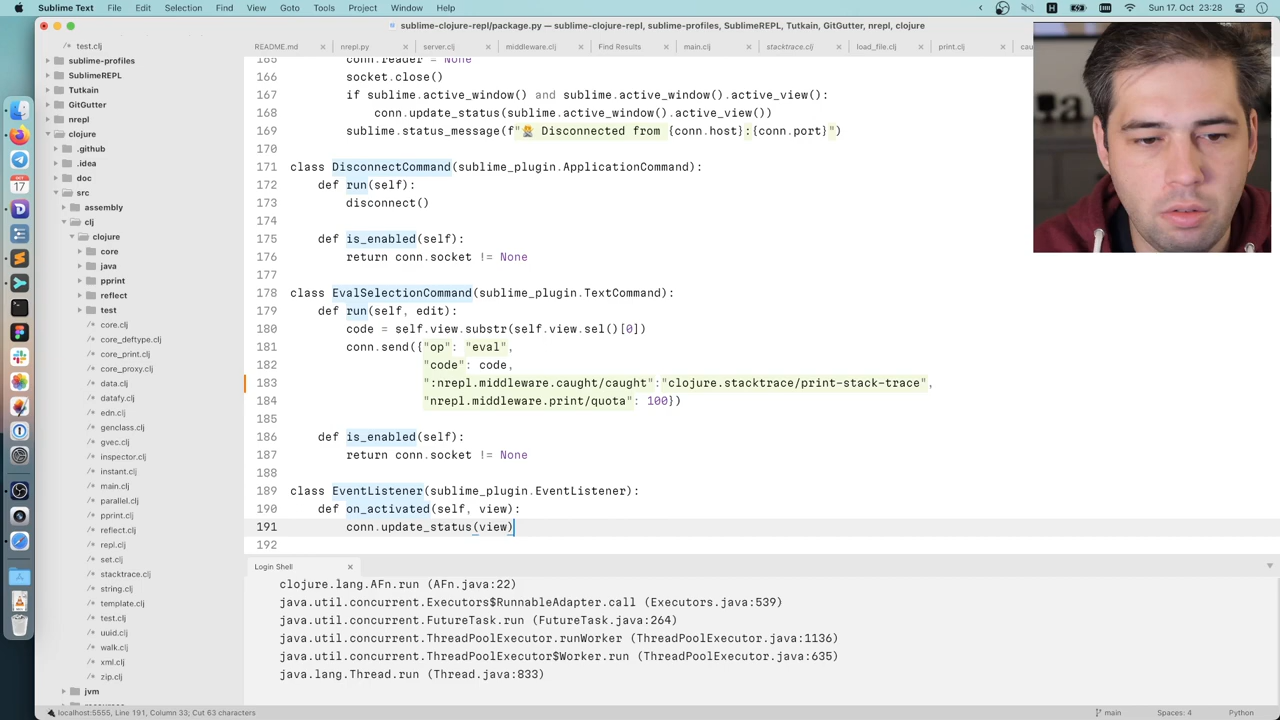 Sublime Text File Edit Selection Find View Goto Tools Project Window Help Sun 17. Oct 23:28
sublime-clojure-repl/package.py — sublime-clojure-repl, sublime-profiles, SublimeREPL, Tutkain, GitGutter, nrepl, clojure
README.md nrepl.py server.clj middleware.clj Find Results main.clj stacktrace.clj load_file.clj print.clj
test.clj
sublime-profiles
SublimeREPL
Tutkain
GitGutter
nrepl
clojure
.github
.idea
doc
src
assembly
clj
clojure
core
java
pprint
reflect
test
core.clj
core_deftype.clj
core_print.clj
core_proxy.clj
data.clj
datafy.clj
edn.clj
genclass.clj
gvec.clj
inspector.clj
instant.clj
main.clj
parallel.clj
pprint.clj
reflect.clj
repl.clj
set.clj
stacktrace.clj
string.clj
template.clj
test.clj
uuid.clj
walk.clj
xml.clj
zip.clj
jvm
165 conn.reader = None
166 socket.close()
167 if sublime.active_window() and sublime.active_window().active_view():
168 conn.update_status(sublime.active_window().active_view())
169 sublime.status_message(f" Disconnected from {conn.host}:{conn.port}")
170
171 class DisconnectCommand(sublime_plugin.ApplicationCommand):
172 def run(self):
173 disconnect()
174
175 def is_enabled(self):
176 return conn.socket != None
177
178 class EvalSelectionCommand(sublime_plugin.TextCommand):
179 def run(self, edit):
180 code = self.view.substr(self.view.sel()[0])
181 conn.send({"op": "eval",
182 "code": code,
183 ":nrepl.middleware.caught/caught":"clojure.stacktrace/print-stack-trace",
184 "nrepl.middleware.print/quota": 100})
185
186 def is_enabled(self):
187 return conn.socket != None
188
189 class EventListener(sublime_plugin.EventListener):
190 def on_activated(self, view):
191 conn.update_status(view)
192
Login Shell
clojure.lang.AFn.run (AFn.java:22)
java.util.concurrent.Executors$RunnableAdapter.call (Executors.java:539)
java.util.concurrent.FutureTask.run (FutureTask.java:264)
java.util.concurrent.ThreadPoolExecutor.runWorker (ThreadPoolExecutor.java:1136)
java.util.concurrent.ThreadPoolExecutor$Worker.run (ThreadPoolExecutor.java:635)
java.lang.Thread.run (Thread.java:833)
localhost:5555, Line 191, Column 33; Cut 63 characters main Spaces: 4 Python